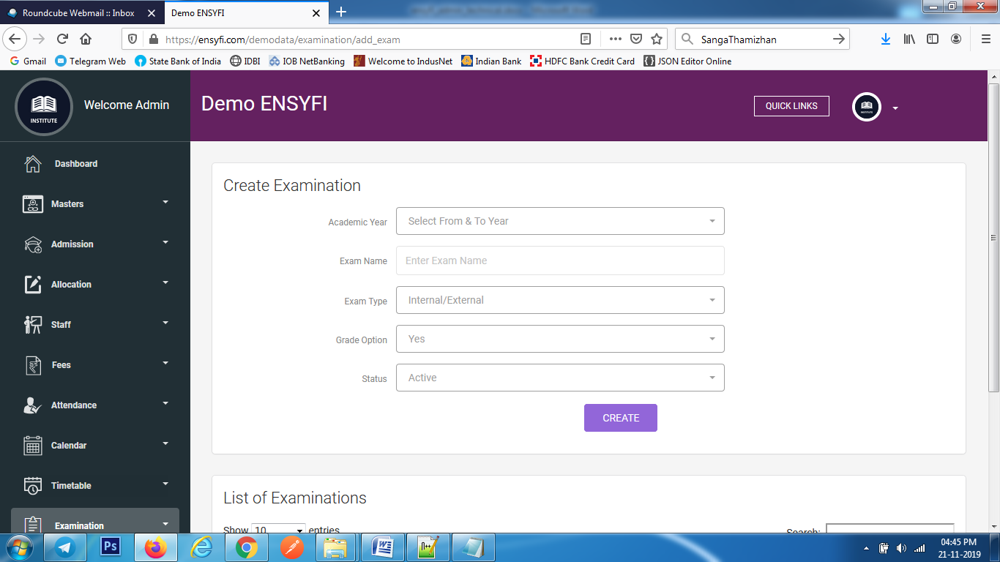 Roundcube Webmail :: Inbox
Demo ENSYFI
https://ensyfi.com/demodata/examination/add_exam
SangaThamizhan
Gmail
Telegram Web
State Bank of India
IDBI
IOB NetBanking
Welcome to IndusNet
Indian Bank
HDFC Bank Credit Card
JSON Editor Online
INSTITUTE
Welcome Admin
Demo ENSYFI
QUICK LINKS
Dashboard
Masters
Admission
Allocation
Staff
Fees
Attendance
Calendar
Timetable
Examination
Create Examination
Academic Year Select From & To Year
Exam Name Enter Exam Name
Exam Type Internal/External
Grade Option Yes
Status Active
CREATE
List of Examinations
Show 10 entries
Search:
Ps
04:45 PM
21-11-2019